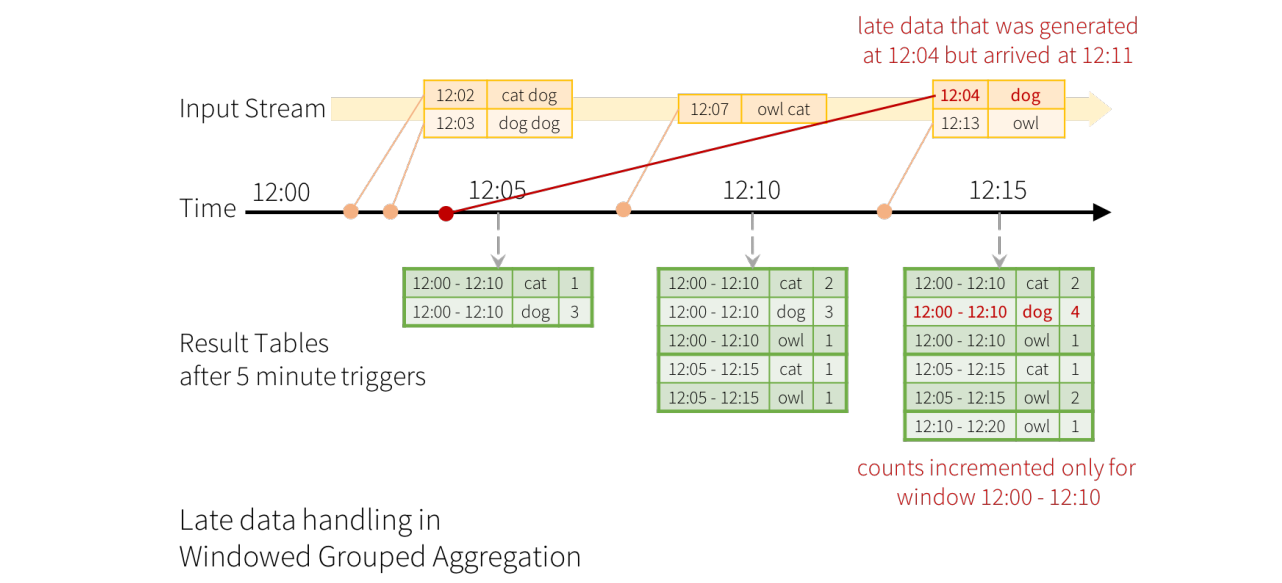 late data that was generated
at 12:04 but arrived at 12:11
Input Stream
12:02 cat dog
12:03 dog dog
12:07 owl cat
12:04 dog
12:13 owl
Time
12:00
12:05
12:10
12:15
12:00 - 12:10 cat 1
12:00 - 12:10 dog 3
12:00 - 12:10 cat 2
12:00 - 12:10 dog 3
12:00 - 12:10 owl 1
12:05 - 12:15 cat 1
12:05 - 12:15 owl 1
12:00 - 12:10 cat 2
12:00 - 12:10 dog 4
12:00 - 12:10 owl 1
12:05 - 12:15 cat 1
12:05 - 12:15 owl 2
12:10 - 12:20 owl 1
Result Tables
after 5 minute triggers
counts incremented only for
window 12:00 - 12:10
Late data handling in
Windowed Grouped Aggregation